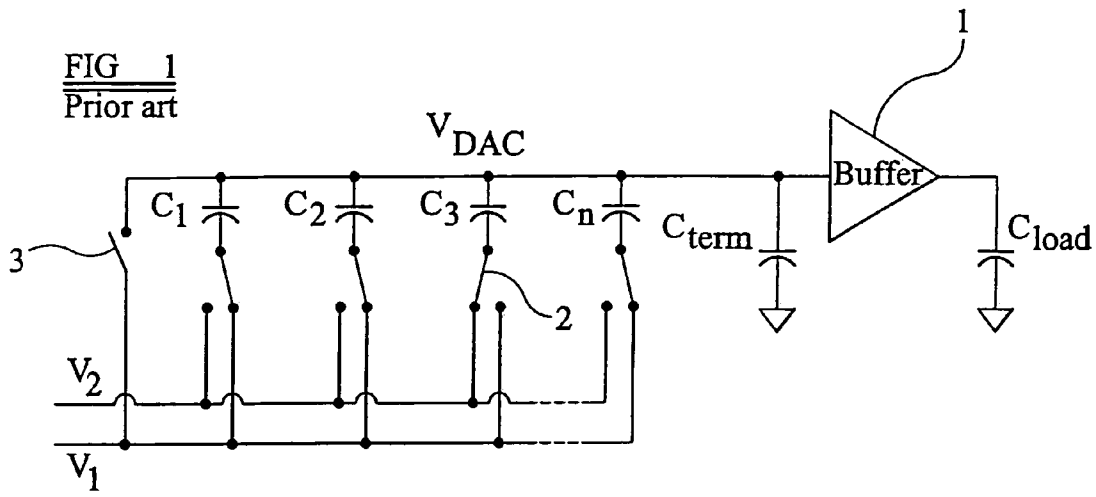 FIG 1
Prior art
1
V_DAC
Buffer
C_1
C_2
C_3
C_n
C_term
C_load
3
2
V_2
V_1